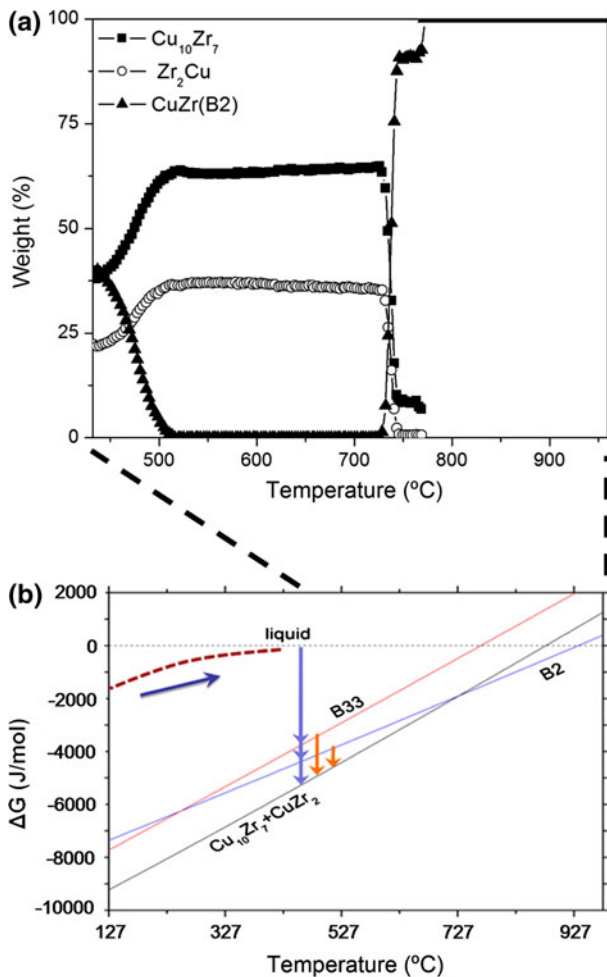 (a)
100
75
50
25
0
Weight (%)
Cu₁₀Zr₇
Zr₂Cu
CuZr(B2)
500 600 700 800 900
Temperature (ºC)
(b)
2000
0
-2000
-4000
-6000
-8000
-10000
ΔG (J/mol)
liquid
B33
B2
Cu₁₀Zr₇+CuZr₂
127 327 527 727 927
Temperature (ºC)